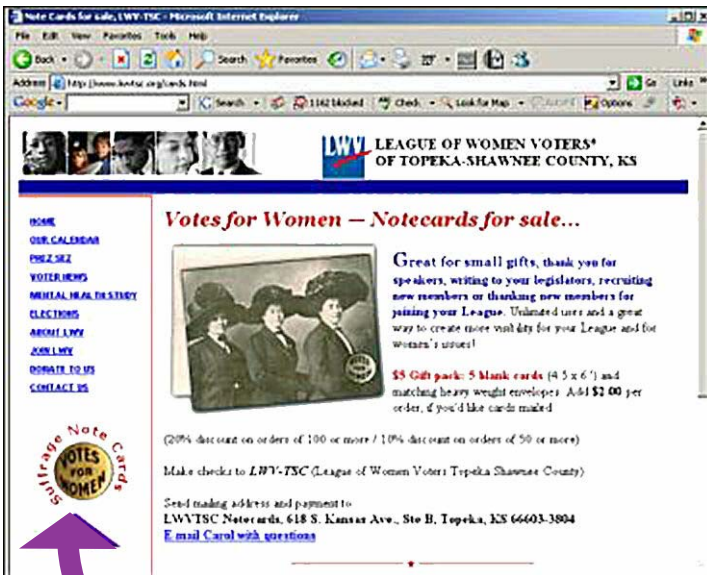 Note Cards for sale, LWV-TSC - Microsoft Internet Explorer
File Edit View Favorites Tools Help
Back Search Favorites
Address http://www.lwvtsc.org/cards.html Go Links »
Google Search 1162 blocked Check Look for Map Options
LWV LEAGUE OF WOMEN VOTERS®
OF TOPEKA-SHAWNEE COUNTY, KS
HOME
OUR CALENDAR
PREZ SEZ
VOTER NEWS
MENTAL HEALTH STUDY
ELECTIONS
ABOUT LWV
JOIN LWV
DONATE TO US
CONTACT US
Suffrage Note Cards
VOTES
FOR
WOMEN
Votes for Women — Notecards for sale...
Great for small gifts, thank you for
speakers, writing to your legislators, recruiting
new members or thanking new members for
joining your League. Unlimited uses and a great
way to create more visibility for your League and for
women's issues!
$5 Gift pack: 5 blank cards (4.5 x 6") and
matching heavy weight envelopes. Add $2.00 per
order, if you'd like cards mailed.
(20% discount on orders of 100 or more / 10% discount on orders of 50 or more)
Make checks to LWV-TSC (League of Women Voters Topeka Shawnee County)
Send mailing address and payment to
LWVTSC Notecards, 618 S. Kansas Ave., Ste B, Topeka, KS 66603-3804
E-mail Carol with questions